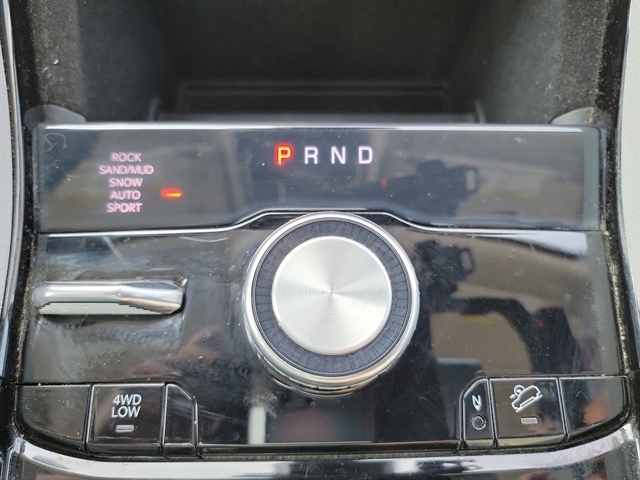 P R N D
ROCK
SAND/MUD
SNOW
AUTO
SPORT
4WD
LOW
N